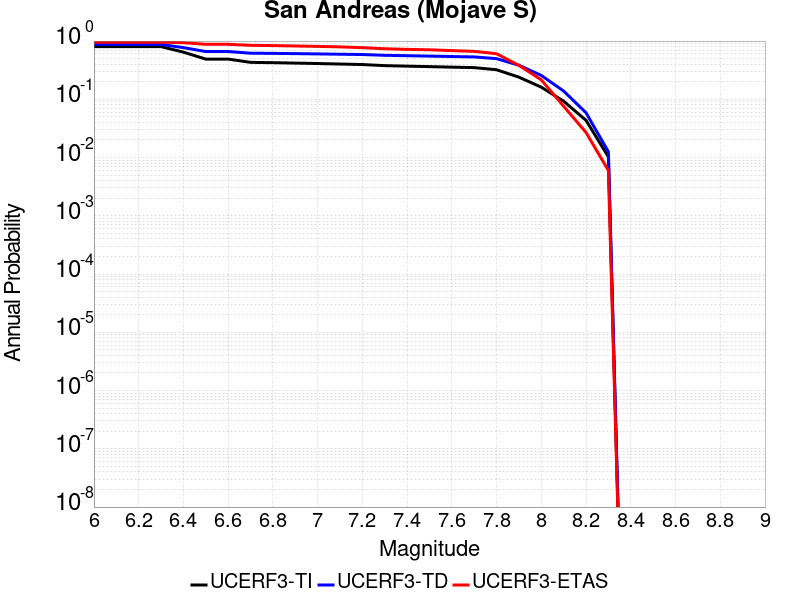 San Andreas (Mojave S)
Annual Probability
10^0
10^-1
10^-2
10^-3
10^-4
10^-5
10^-6
10^-7
10^-8
6 6.2 6.4 6.6 6.8 7 7.2 7.4 7.6 7.8 8 8.2 8.4 8.6 8.8 9
Magnitude
UCERF3-TI UCERF3-TD UCERF3-ETAS